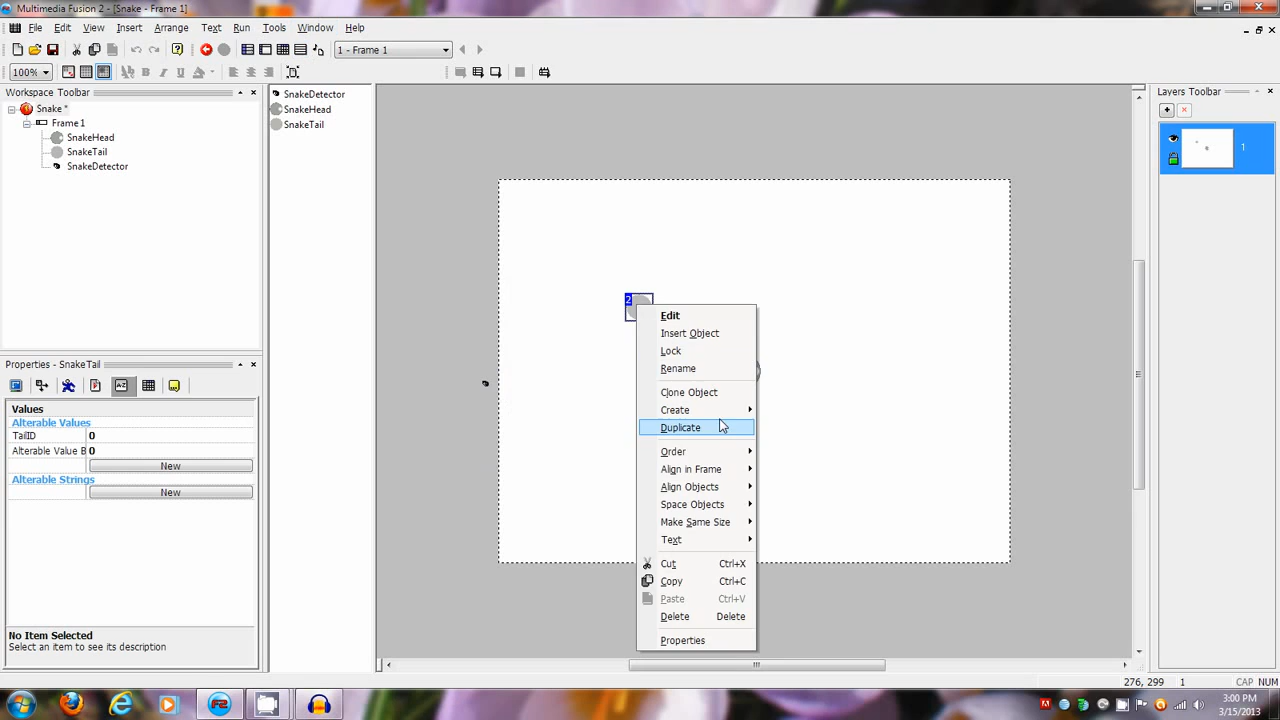 Multimedia Fusion 2 - [Snake - Frame 1]
File Edit View Insert Arrange Text Run Tools Window Help
1 - Frame 1
100%
Workspace Toolbar
Snake *
Frame 1
SnakeHead
SnakeTail
SnakeDetector
SnakeDetector
SnakeHead
SnakeTail
Layers Toolbar
1
2
Edit
Insert Object
Lock
Rename
Clone Object
Create
Duplicate
Order
Align in Frame
Align Objects
Space Objects
Make Same Size
Text
Cut Ctrl+X
Copy Ctrl+C
Paste Ctrl+V
Delete Delete
Properties
Properties - SnakeTail
Values
Alterable Values
TailID 0
Alterable Value B 0
New
Alterable Strings
New
No Item Selected
Select an item to see its description
276, 299 1 CAP NUM
3:00 PM
3/15/2013